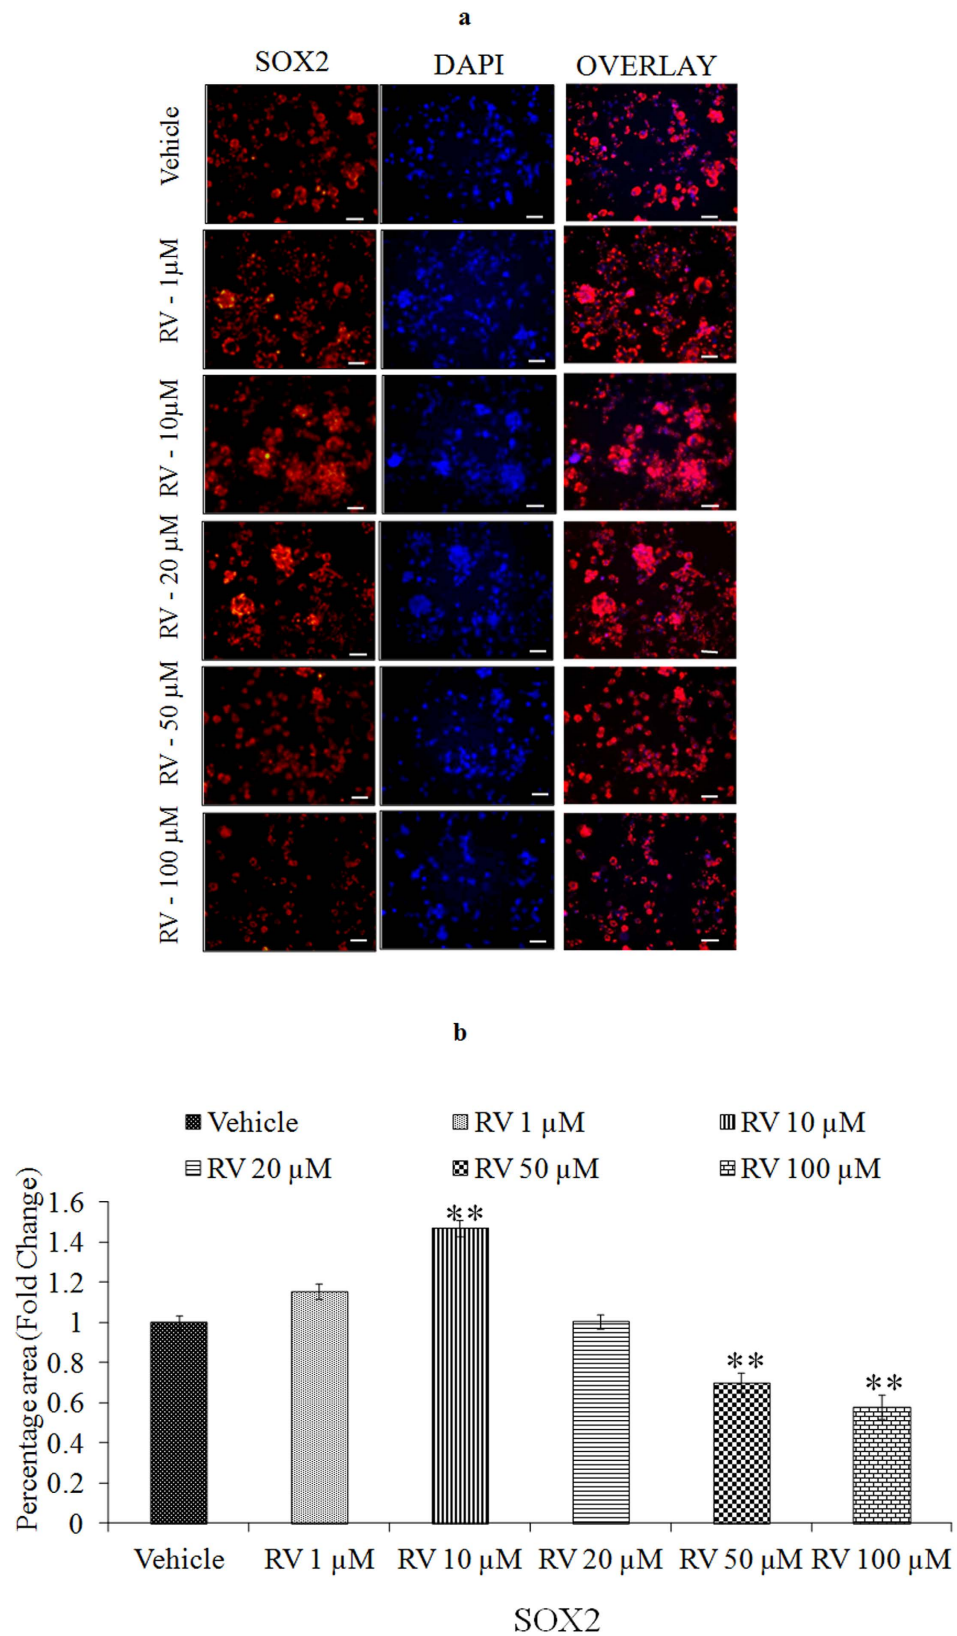 a
SOX2 DAPI OVERLAY
Vehicle
RV - 1µM
RV - 10µM
RV - 20 µM
RV - 50 µM
RV - 100 µM
b
Vehicle RV 1 µM RV 10 µM
RV 20 µM RV 50 µM RV 100 µM
Percentage area (Fold Change)
1.6
1.4
1.2
1
0.8
0.6
0.4
0.2
0
**
**
**
Vehicle RV 1 µM RV 10 µM RV 20 µM RV 50 µM RV 100 µM
SOX2